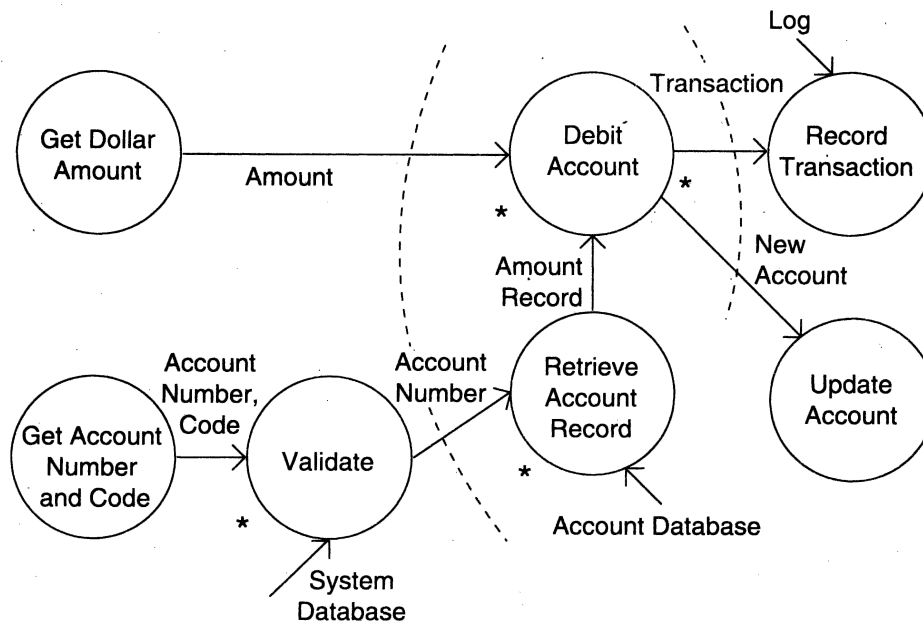 Log
Transaction
Get Dollar
Amount
Amount
Debit
Account
*
*
Record
Transaction
Amount
Record
New
Account
Account
Number,
Code
Account
Number
Retrieve
Account
Record
*
Update
Account
Get Account
Number
and Code
Validate
*
System
Database
Account Database